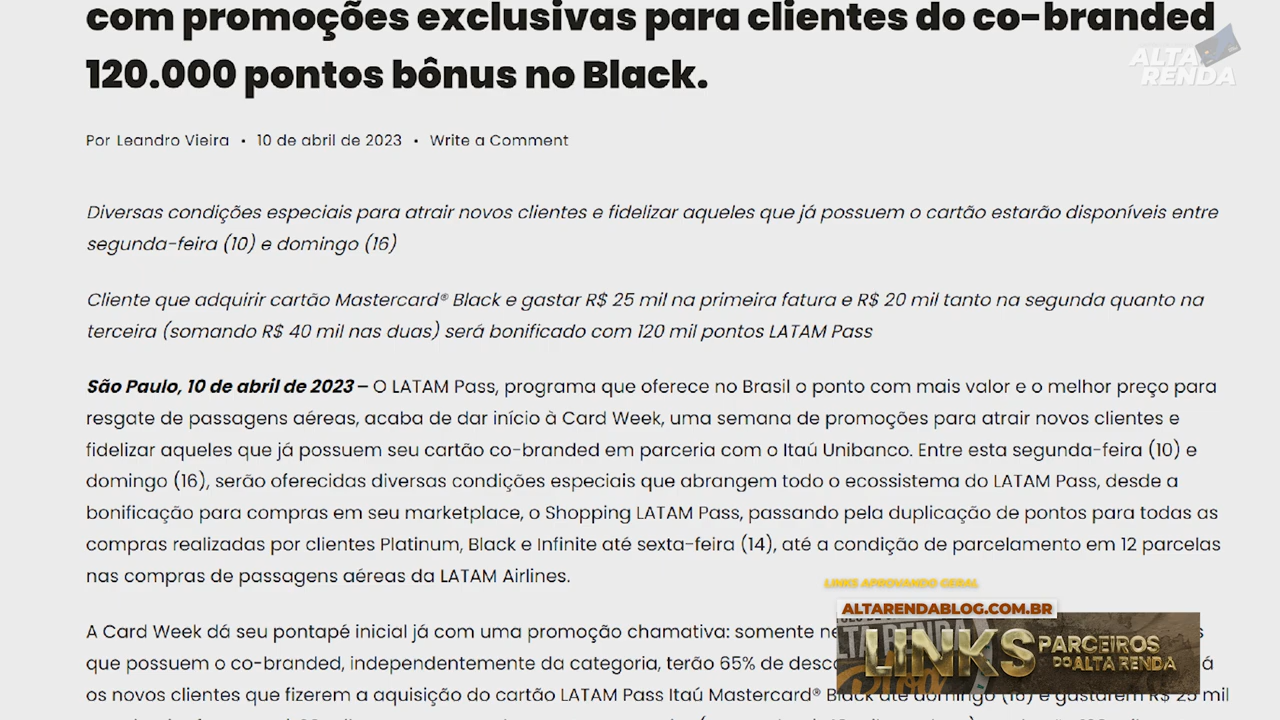 com promoções exclusivas para clientes do co-branded
120.000 pontos bônus no Black.
ALTA
RENDA
Por Leandro Vieira • 10 de abril de 2023 • Write a Comment
Diversas condições especiais para atrair novos clientes e fidelizar aqueles que já possuem o cartão estarão disponíveis entre
segunda-feira (10) e domingo (16)
Cliente que adquirir cartão Mastercard® Black e gastar R$ 25 mil na primeira fatura e R$ 20 mil tanto na segunda quanto na
terceira (somando R$ 40 mil nas duas) será bonificado com 120 mil pontos LATAM Pass
São Paulo, 10 de abril de 2023 – O LATAM Pass, programa que oferece no Brasil o ponto com mais valor e o melhor preço para
resgate de passagens aéreas, acaba de dar início à Card Week, uma semana de promoções para atrair novos clientes e
fidelizar aqueles que já possuem seu cartão co-branded em parceria com o Itaú Unibanco. Entre esta segunda-feira (10) e
domingo (16), serão oferecidas diversas condições especiais que abrangem todo o ecossistema do LATAM Pass, desde a
bonificação para compras em seu marketplace, o Shopping LATAM Pass, passando pela duplicação de pontos para todas as
compras realizadas por clientes Platinum, Black e Infinite até sexta-feira (14), até a condição de parcelamento em 12 parcelas
nas compras de passagens aéreas da LATAM Airlines.
LINKS APROVANDO GERAL
ALTARENDABLOG.COM.BR
LINKS PARCEIROS
DO ALTA RENDA
A Card Week dá seu pontapé inicial já com uma promoção chamativa: somente
que possuem o co-branded, independentemente da categoria, terão 65% de
os novos clientes que fizerem a aquisição do cartão LATAM Pass Itaú Mastercard® Black até domingo (16) e gastarem R$ 25 mil